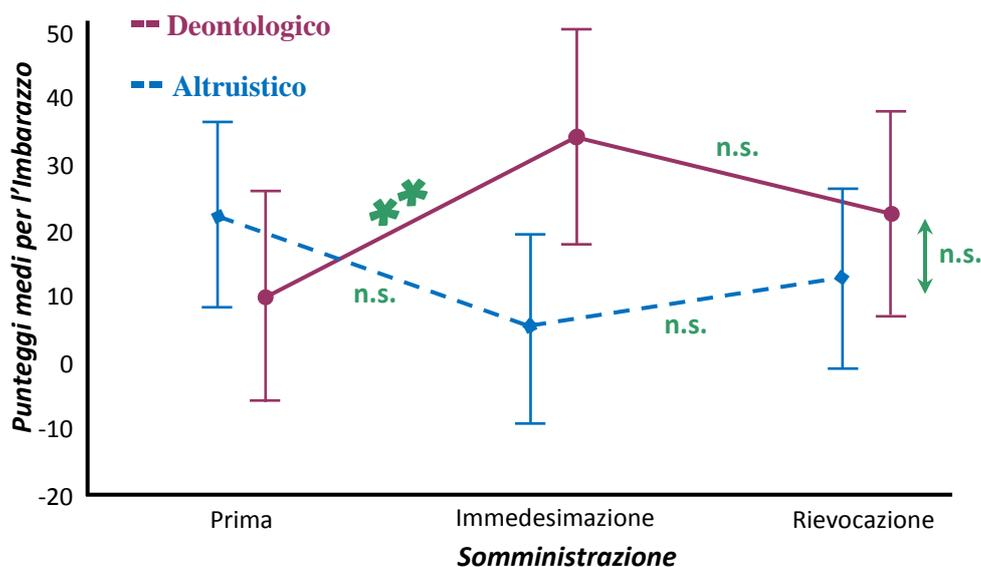 50
Deontologico
40
Altruistico
30
20
10
0
-10
-20
Punteggi medi per l'Imbarazzo
n.s.
**
n.s.
n.s.
n.s.
Prima
Immedesimazione
Rievocazione
Somministrazione